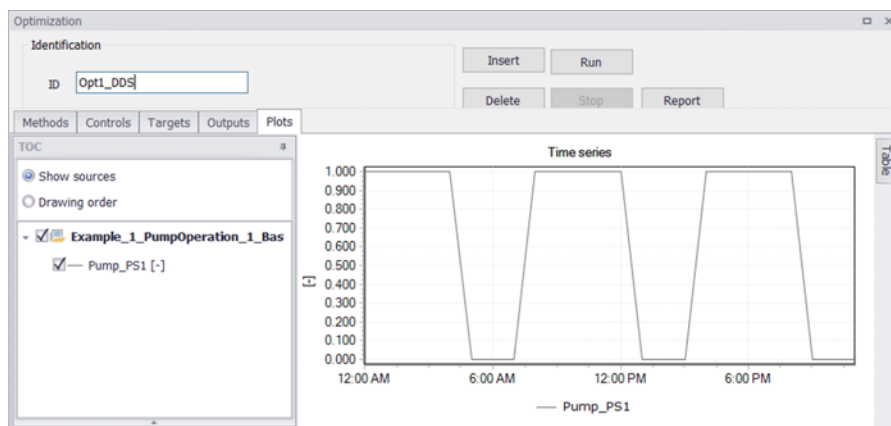 Optimization
Identification
ID Opt1_DDS
Insert Run
Delete Stop Report
Methods Controls Targets Outputs Plots
TOC
Show sources
Drawing order
Example_1_PumpOperation_1_Bas
Pump_PS1 [-]
Time series
1.000
0.900
0.800
0.700
0.600
0.500
0.400
0.300
0.200
0.100
0.000
[-]
12:00 AM 6:00 AM 12:00 PM 6:00 PM
Pump_PS1
Table